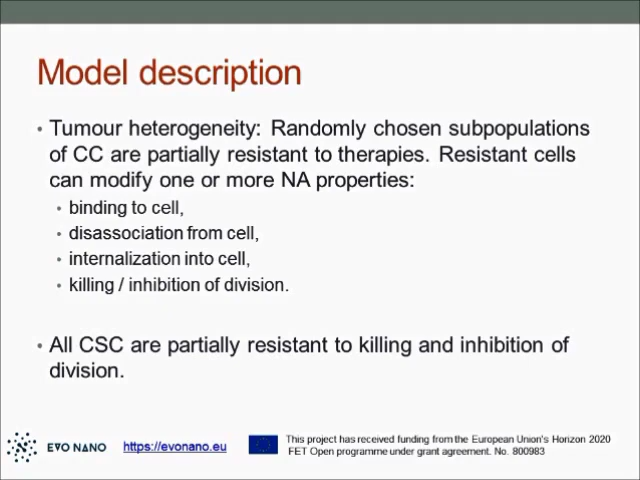 Model description
• Tumour heterogeneity: Randomly chosen subpopulations
of CC are partially resistant to therapies. Resistant cells
can modify one or more NA properties:
• binding to cell,
• disassociation from cell,
• internalization into cell,
• killing / inhibition of division.
• All CSC are partially resistant to killing and inhibition of
division.
EVO NANO
https://evonano.eu
This project has received funding from the European Union's Horizon 2020
FET Open programme under grant agreement. No. 800983